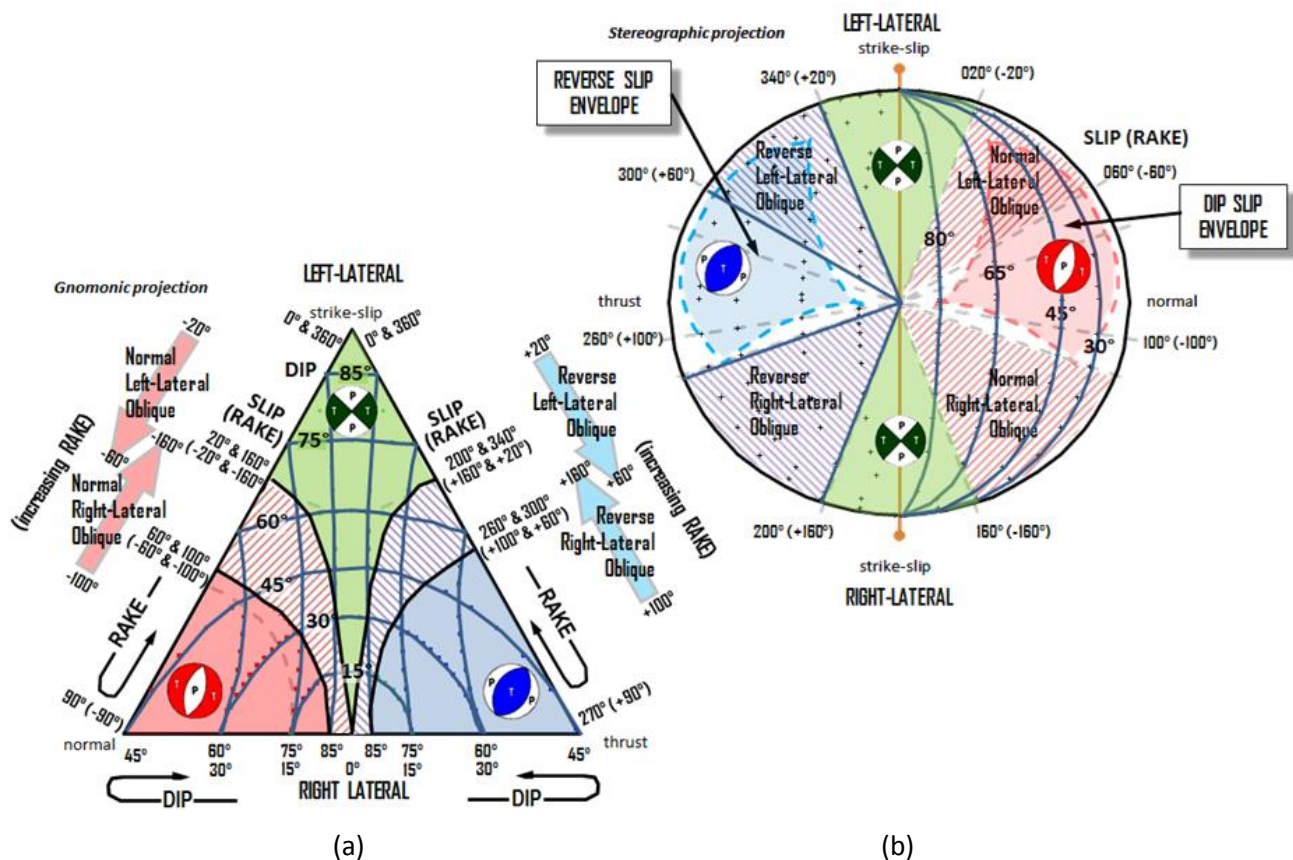 Gnomonic projection
-20°
Normal
Left-Lateral
Oblique
-60°
-160°
Normal
Right-Lateral
Oblique
-100°
(increasing RAKE)
LEFT-LATERAL
strike-slip
0° & 360°
0° & 360°
DIP
85°
P
T
T
P
75°
60°
45°
30°
15°
SLIP
(RAKE)
20° & 160°
(-20° & -160°)
60° & 100°
(-60° & -100°)
RAKE
90° (-90°)
normal
T
P
T
SLIP
(RAKE)
200° & 340°
(+160° & +20°)
260° & 300°
(+100° & +60°)
RAKE
270° (+90°)
thrust
P
T
P
+20°
Reverse
Left-Lateral
Oblique
+60°
+160°
Reverse
Right-Lateral
Oblique
+100°
(increasing RAKE)
45° 60° 75° 85° 85° 75° 60° 45°
30° 15° 0° 15° 30°
RIGHT LATERAL
DIP
DIP
(a)
Stereographic projection
LEFT-LATERAL
strike-slip
REVERSE SLIP
ENVELOPE
340° (+20°)
020° (-20°)
300° (+60°)
SLIP (RAKE)
060° (-60°)
DIP SLIP
ENVELOPE
Reverse
Left-Lateral
Oblique
P
T
T
P
Normal
Left-Lateral
Oblique
80°
65°
45°
30°
P
T
P
T
P
T
thrust
normal
260° (+100°)
100° (-100°)
Reverse
Right-Lateral
Oblique
Normal
Right-Lateral
Oblique
P
T
T
P
200° (+160°)
160° (-160°)
strike-slip
RIGHT-LATERAL
(b)